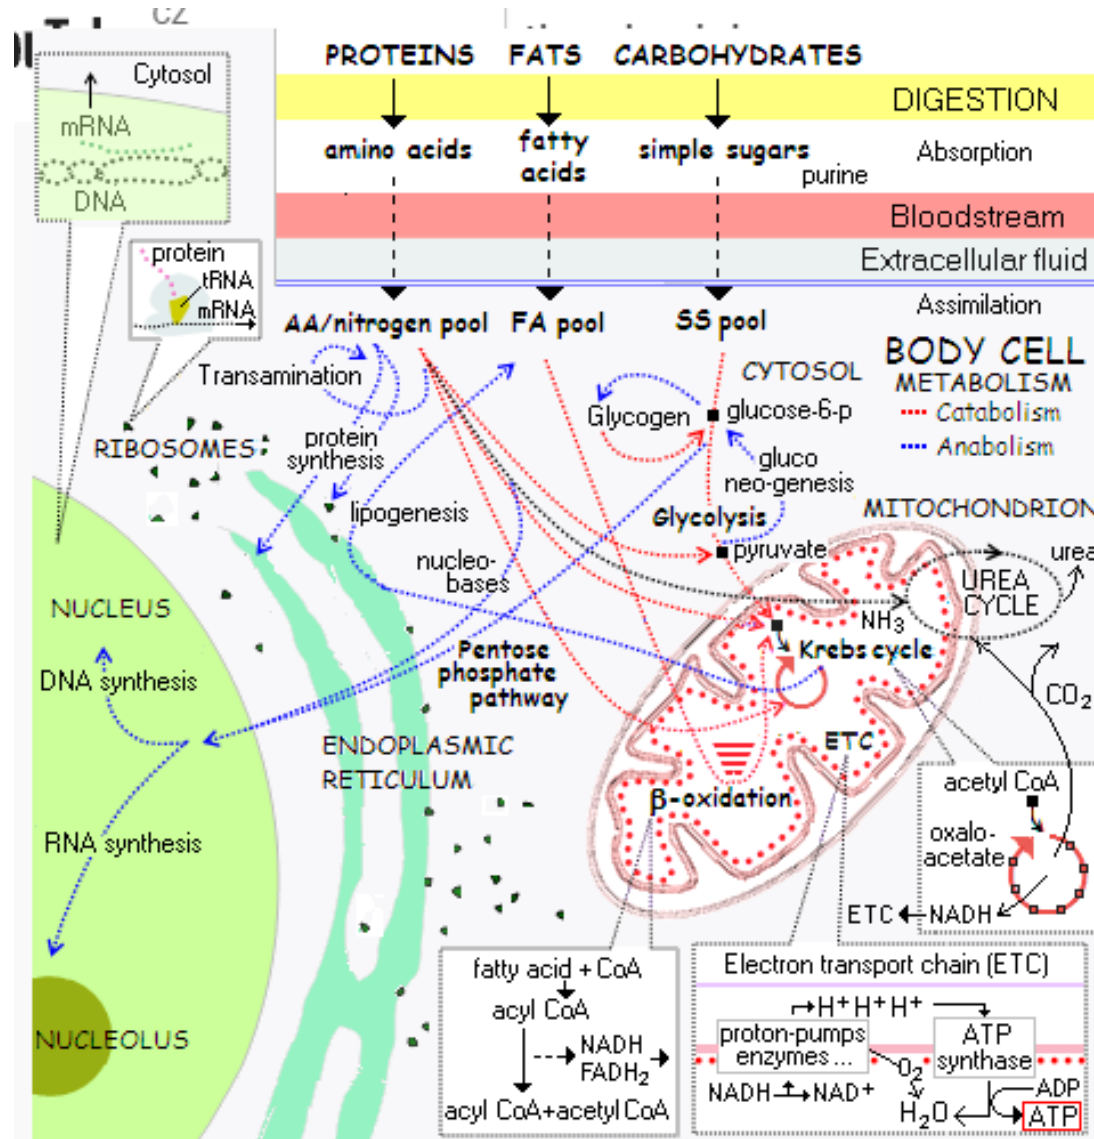 CZ
PROTEINS FATS CARBOHYDRATES
DIGESTION
amino acids
fatty
acids
simple sugars
purine
Absorption
Bloodstream
Extracellular fluid
Assimilation
Cytosol
mRNA
DNA
protein
tRNA
mRNA
AA/nitrogen pool
FA pool
SS pool
BODY CELL
METABOLISM
Catabolism
Anabolism
CYTOSOL
Transamination
Glycogen
glucose-6-p
RIBOSOMES
protein
synthesis
gluco
neo-genesis
lipogenesis
Glycolysis
MITOCHONDRION
pyruvate
urea
nucleo-
bases
UREA
CYCLE
NH3
NUCLEUS
Krebs cycle
DNA synthesis
Pentose
phosphate
pathway
CO2
ENDOPLASMIC
RETICULUM
ETC
β-oxidation
acetyl CoA
oxalo-
acetate
ETC
NADH
RNA synthesis
NUCLEOLUS
fatty acid + CoA
acyl CoA
NADH
FADH2
acyl CoA+acetyl CoA
Electron transport chain (ETC)
H+ H+ H+
proton-pumps
enzymes ...
ATP
synthase
O2
NADH
NAD+
H2O
ADP
ATP